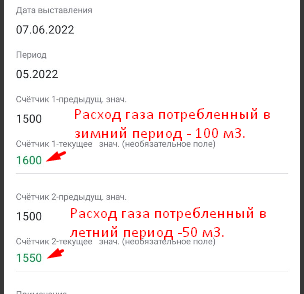 Дата выставления
07.06.2022
Период
05.2022
Счётчик 1-предыдущ. знач.
1500
Расход газа потребленный в
зимний период - 100 м3.
Счётчик 1-текущее знач. (необязательное поле)
1600
Счётчик 2-предыдущ. знач.
1500
Расход газа потребленный в
летний период -50 м3.
Счётчик 2-текущее знач. (необязательное поле)
1550